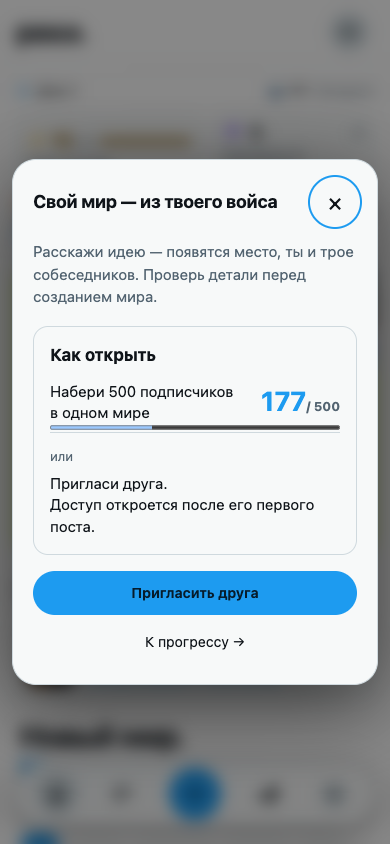 Свой мир — из твоего войса
×
Расскажи идею — появятся место, ты и трое
собеседников. Проверь детали перед
созданием мира.
Как открыть
Набери 500 подписчиков
в одном мире
177 / 500
или
Пригласи друга.
Доступ откроется после его первого
поста.
Пригласить друга
К прогрессу →
Новый мир